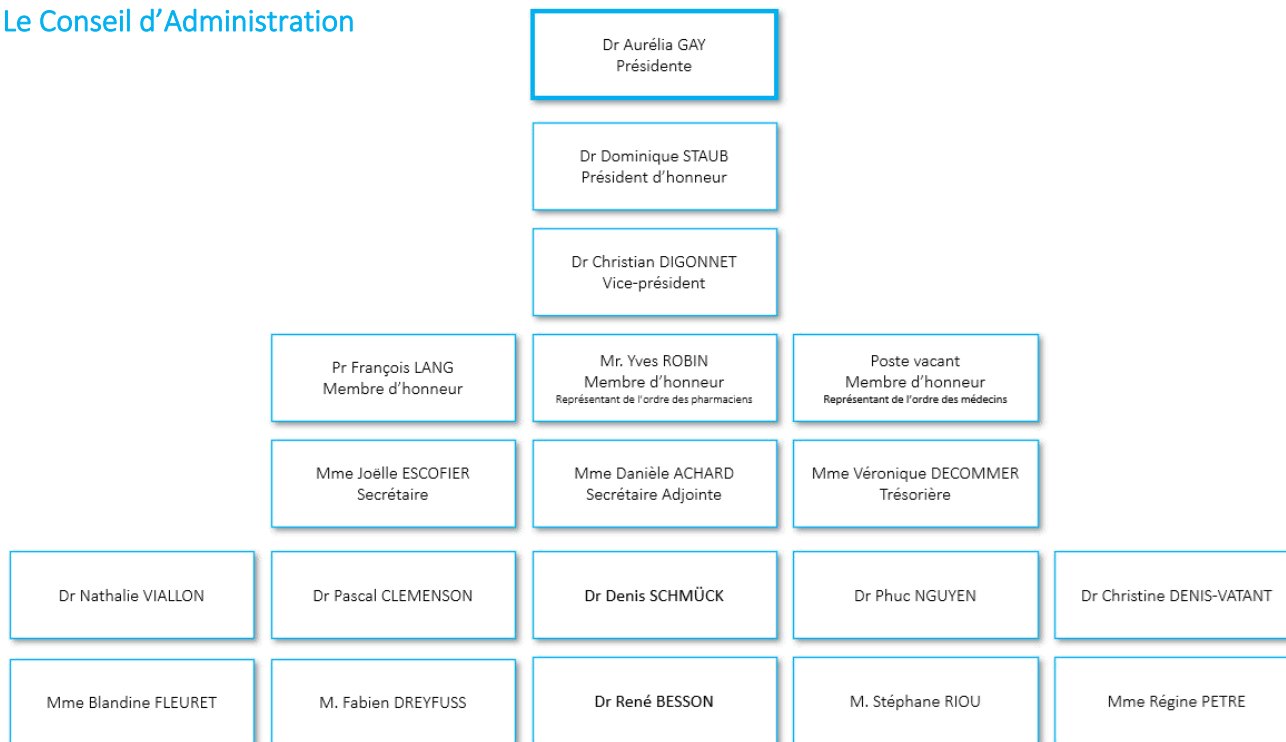 Le Conseil d’Administration
Dr Aurélia GAY
Présidente
Dr Dominique STAUB
Président d’honneur
Dr Christian DIGONNET
Vice-président
Pr François LANG
Membre d’honneur
Mr. Yves ROBIN
Membre d’honneur
Représentant de l’ordre des pharmaciens
Poste vacant
Membre d’honneur
Représentant de l’ordre des médecins
Mme Joëlle ESCOFIER
Secrétaire
Mme Danièle ACHARD
Secrétaire Adjointe
Mme Véronique DECOMMER
Trésorière
Dr Nathalie VIALLON
Dr Pascal CLEMENSON
Dr Denis SCHMÜCK
Dr Phuc NGUYEN
Dr Christine DENIS-VATANT
Mme Blandine FLEURET
M. Fabien DREYFUSS
Dr René BESSON
M. Stéphane RIOU
Mme Régine PETRE